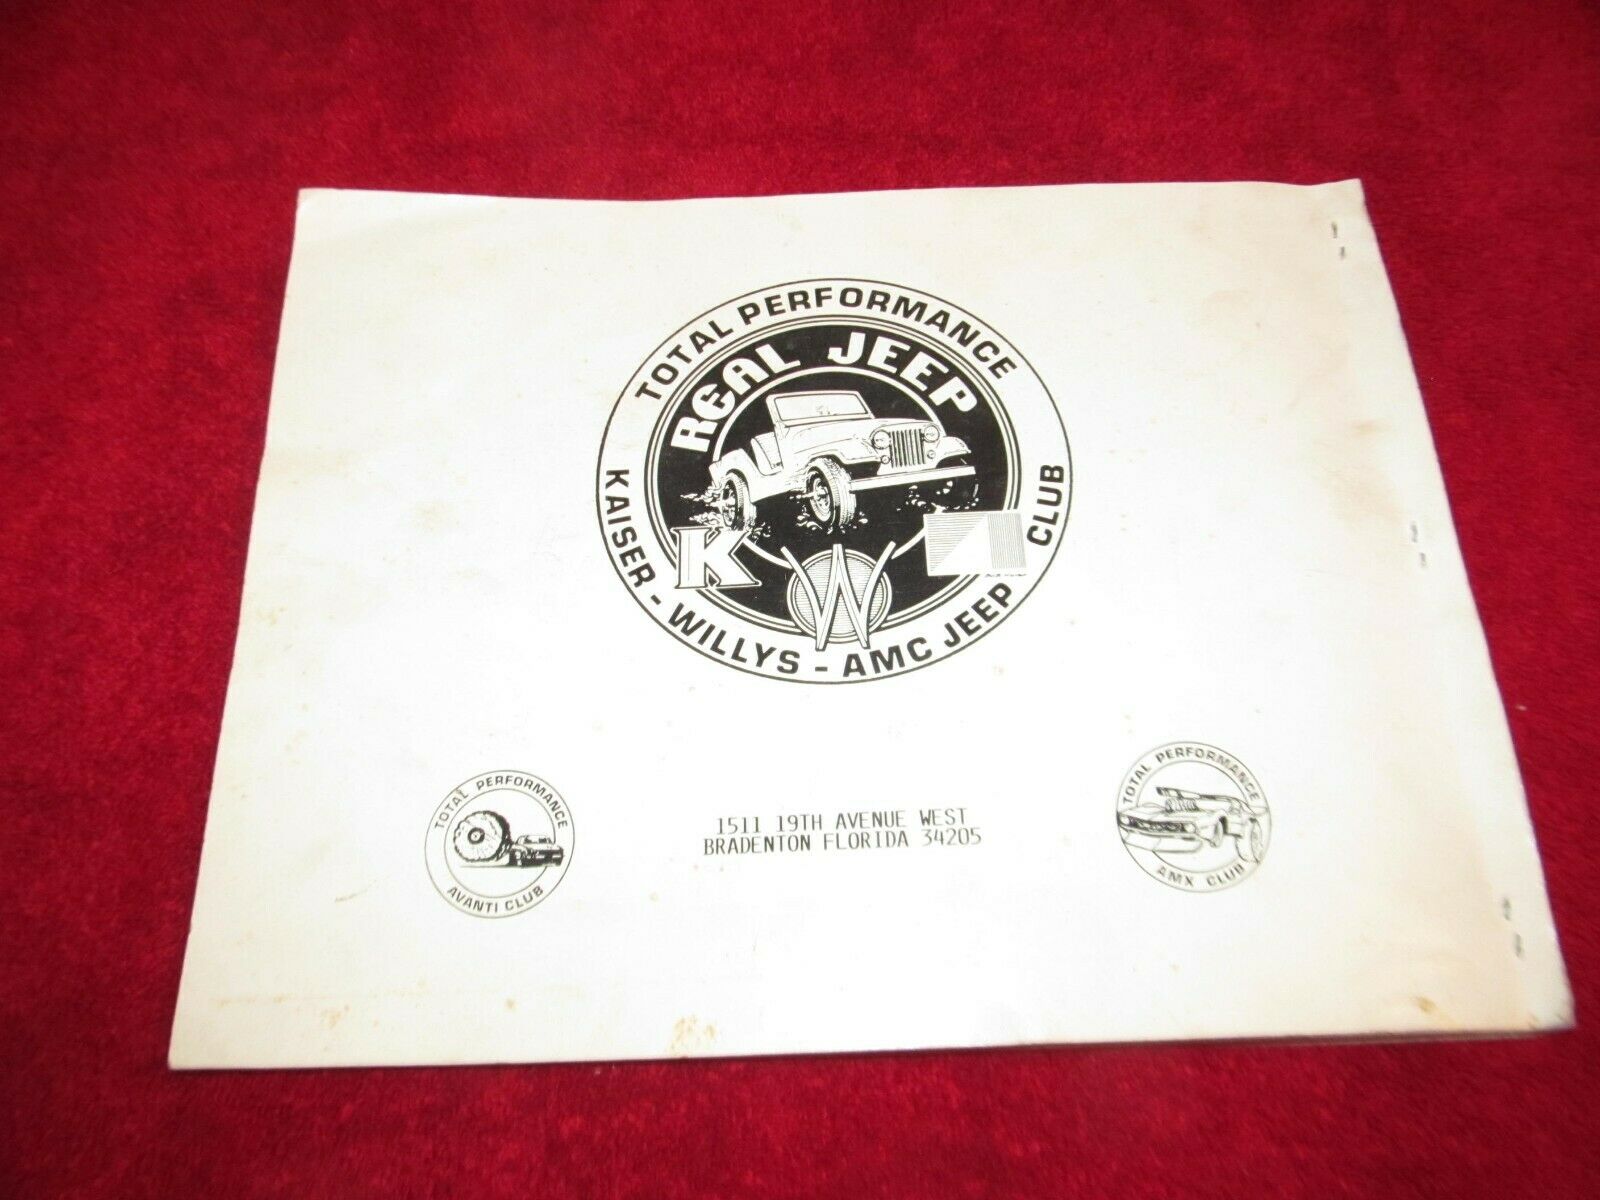 TOTAL PERFORMANCE
REAL JEEP
K
W
A
KAISER - WILLYS - AMC JEEP CLUB
TOTAL PERFORMANCE
AVANTI CLUB
1511 19TH AVENUE WEST
BRADENTON FLORIDA 34205
TOTAL PERFORMANCE
AMX CLUB